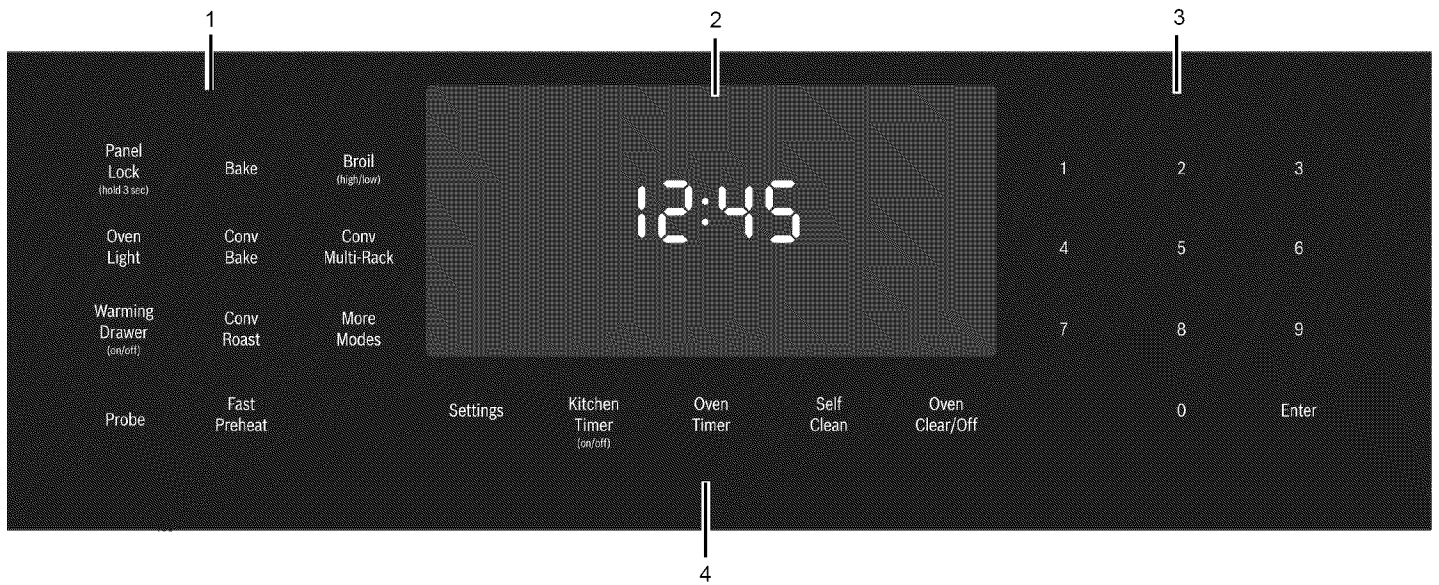 1
2
3
Panel
Lock
(hold 3 sec)
Bake
Broil
(high/low)
Oven
Light
Conv
Bake
Conv
Multi-Rack
Warming
Drawer
(on/off)
Conv
Roast
More
Modes
Probe
Fast
Preheat
12:45
Settings
Kitchen
Timer
(on/off)
Oven
Timer
Self
Clean
Oven
Clear/Off
1 2 3
4 5 6
7 8 9
0 Enter
4